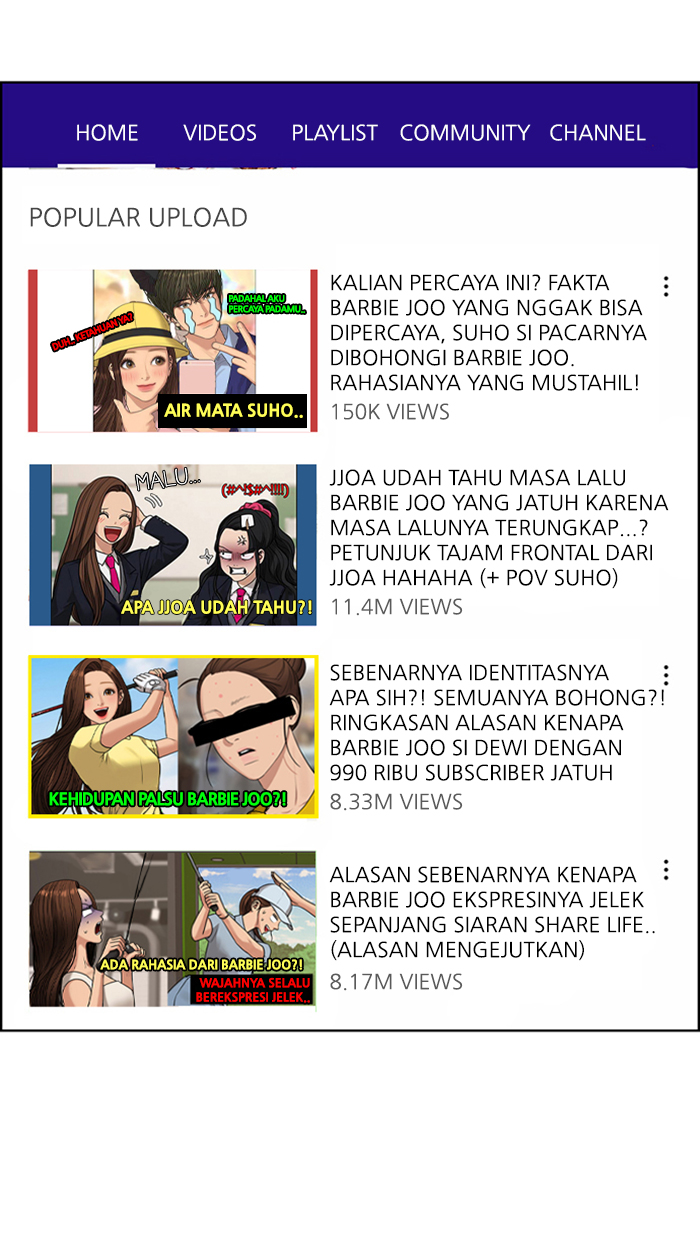 HOME VIDEOS PLAYLIST COMMUNITY CHANNEL
POPULAR UPLOAD
DUH.. KETAHUAN YA?
PADAHAL AKU
PERCAYA PADAMU..
AIR MATA SUHO..
KALIAN PERCAYA INI? FAKTA
BARBIE JOO YANG NGGAK BISA
DIPERCAYA, SUHO SI PACARNYA
DIBOHONGI BARBIE JOO.
RAHASIANYA YANG MUSTAHIL!
150K VIEWS
MALU...
(#^!$#^!!!!)
APA JJOA UDAH TAHU?!
JJOA UDAH TAHU MASA LALU
BARBIE JOO YANG JATUH KARENA
MASA LALUNYA TERUNGKAP...?
PETUNJUK TAJAM FRONTAL DARI
JJOA HAHAHA (+ POV SUHO)
11.4M VIEWS
KEHIDUPAN PALSU BARBIE JOO?!
SEBENARNYA IDENTITASNYA
APA SIH?! SEMUANYA BOHONG?!
RINGKASAN ALASAN KENAPA
BARBIE JOO SI DEWI DENGAN
990 RIBU SUBSCRIBER JATUH
8.33M VIEWS
ADA RAHASIA DARI BARBIE JOO?!
WAJAHNYA SELALU
BEREKSPRESI JELEK..
ALASAN SEBENARNYA KENAPA
BARBIE JOO EKSPRESINYA JELEK
SEPANJANG SIARAN SHARE LIFE..
(ALASAN MENGEJUTKAN)
8.17M VIEWS